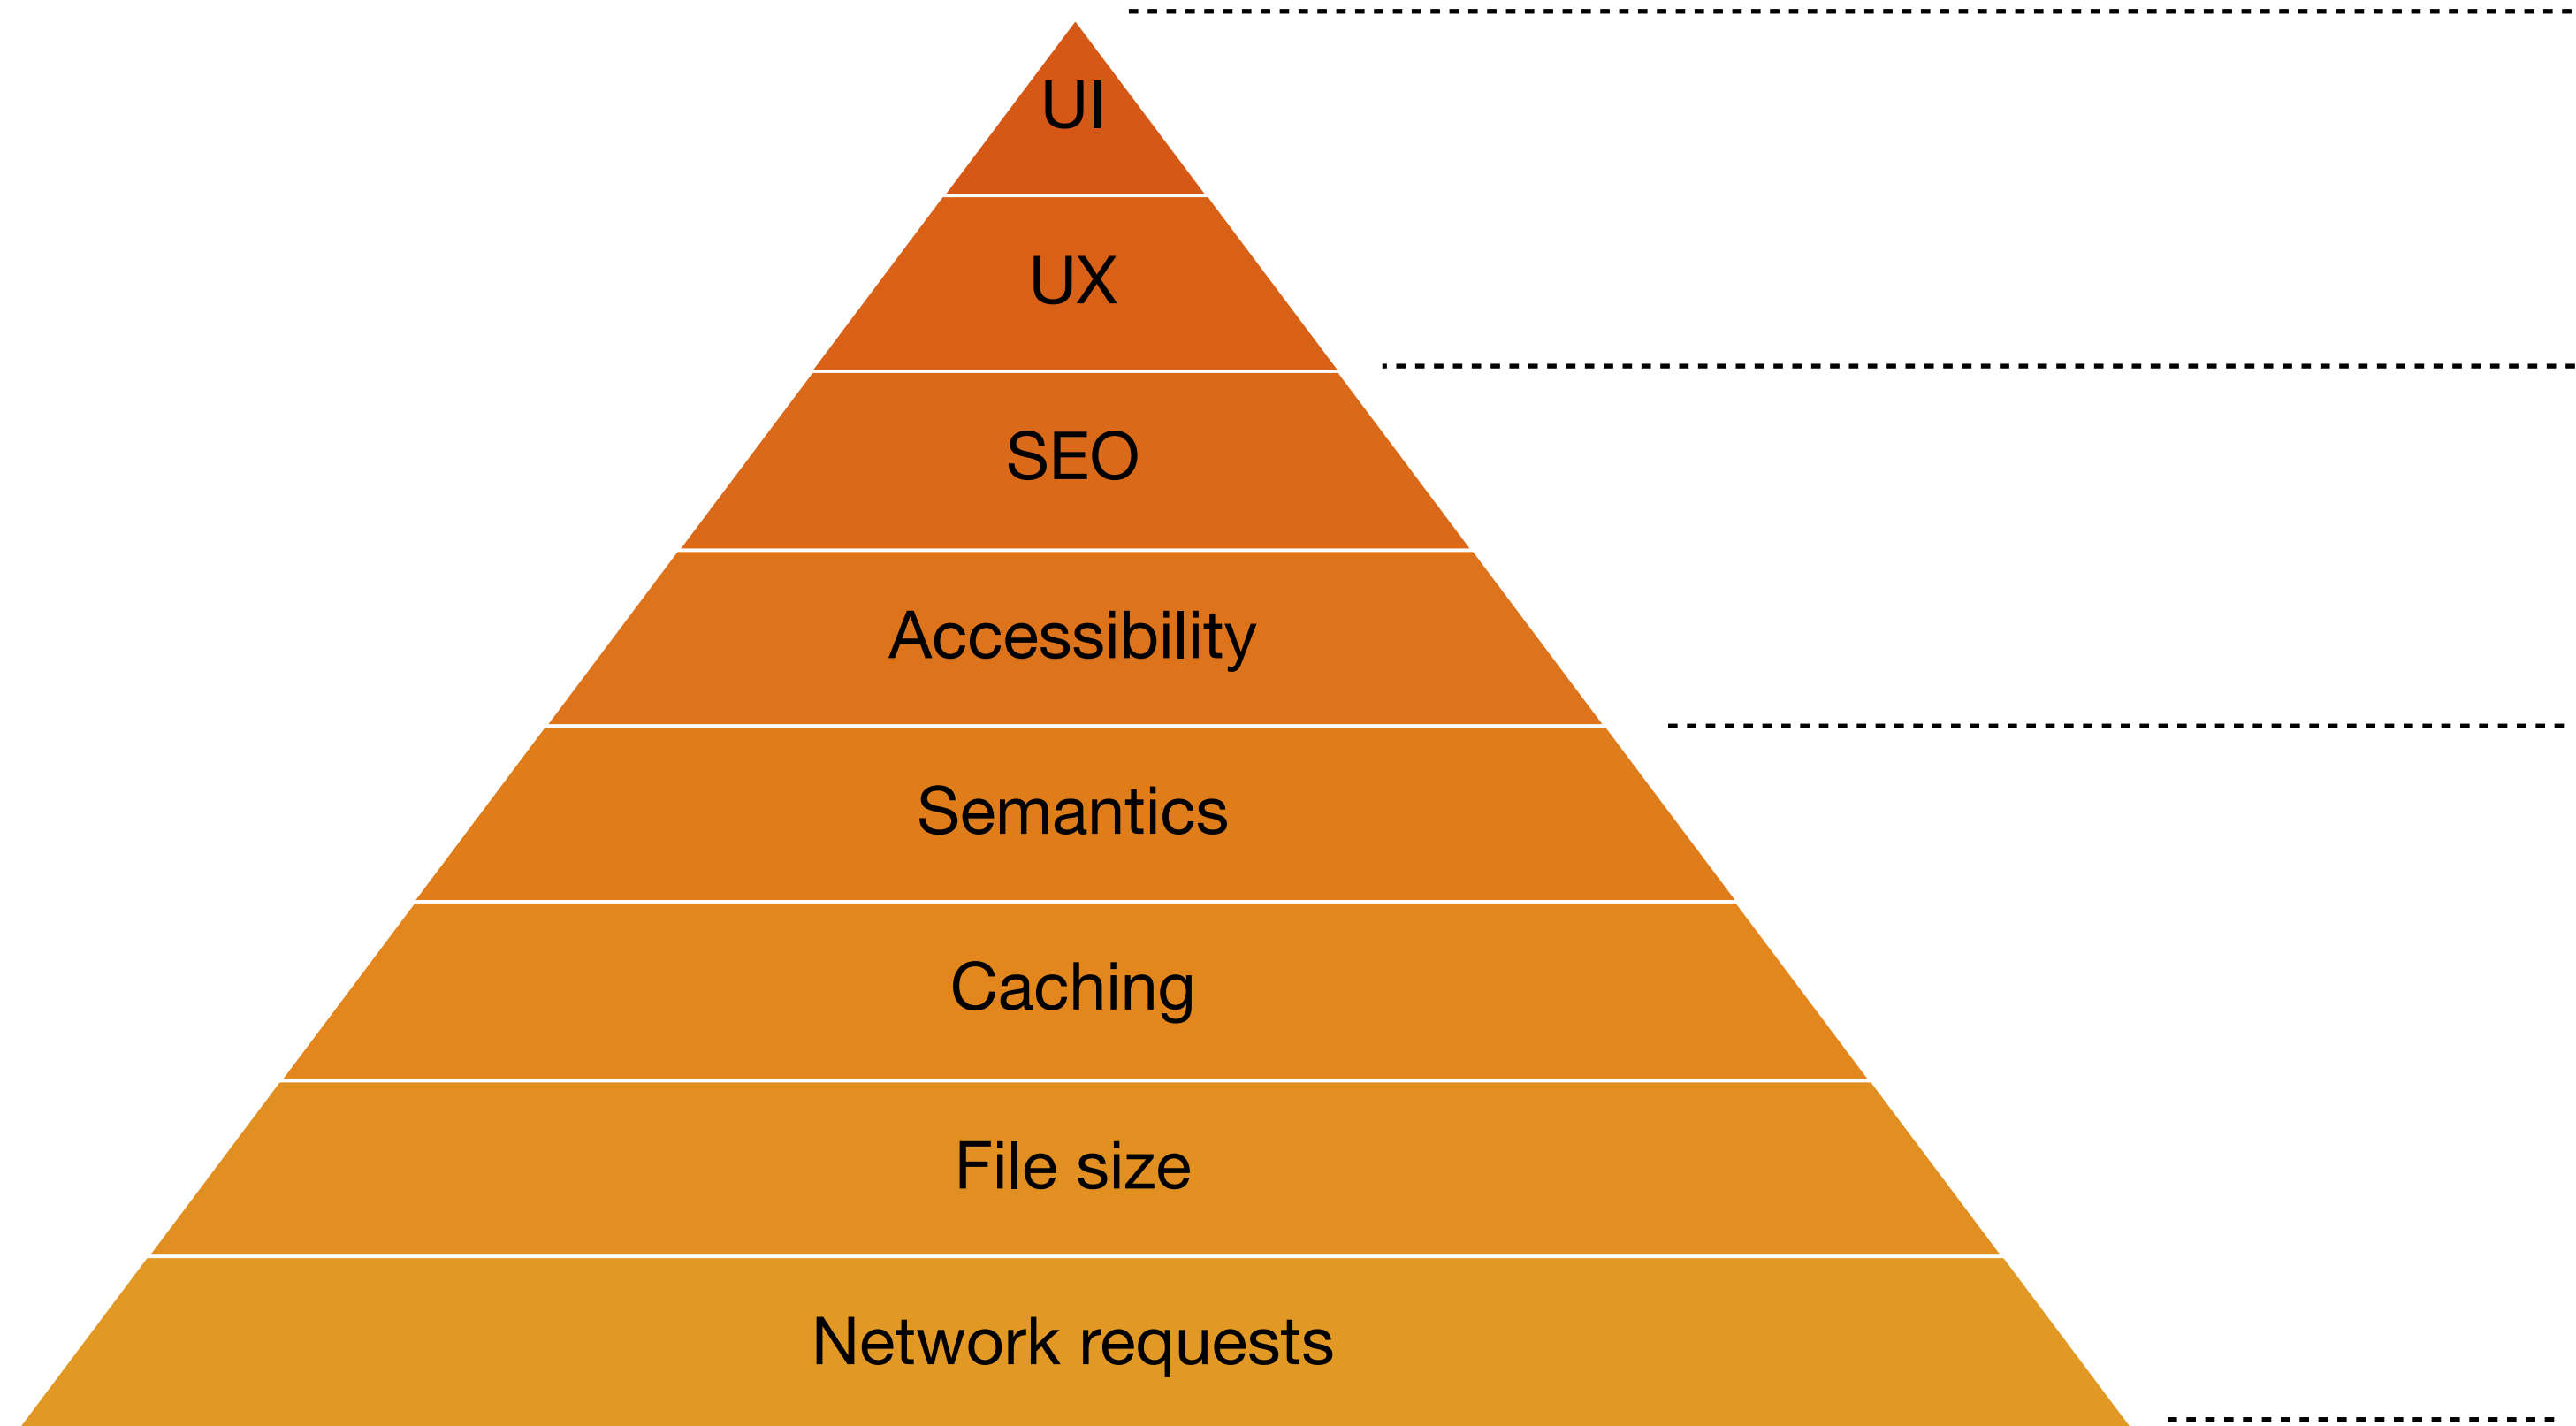 UI
UX
SEO
Accessibility
Semantics
Caching
File size
Network requests